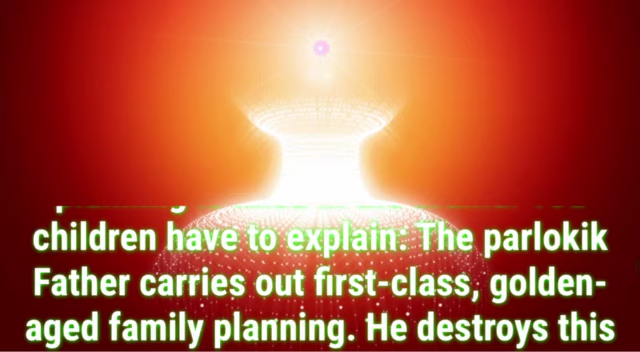 children have to explain: The parlokik
Father carries out first-class, golden-
aged family planning. He destroys this